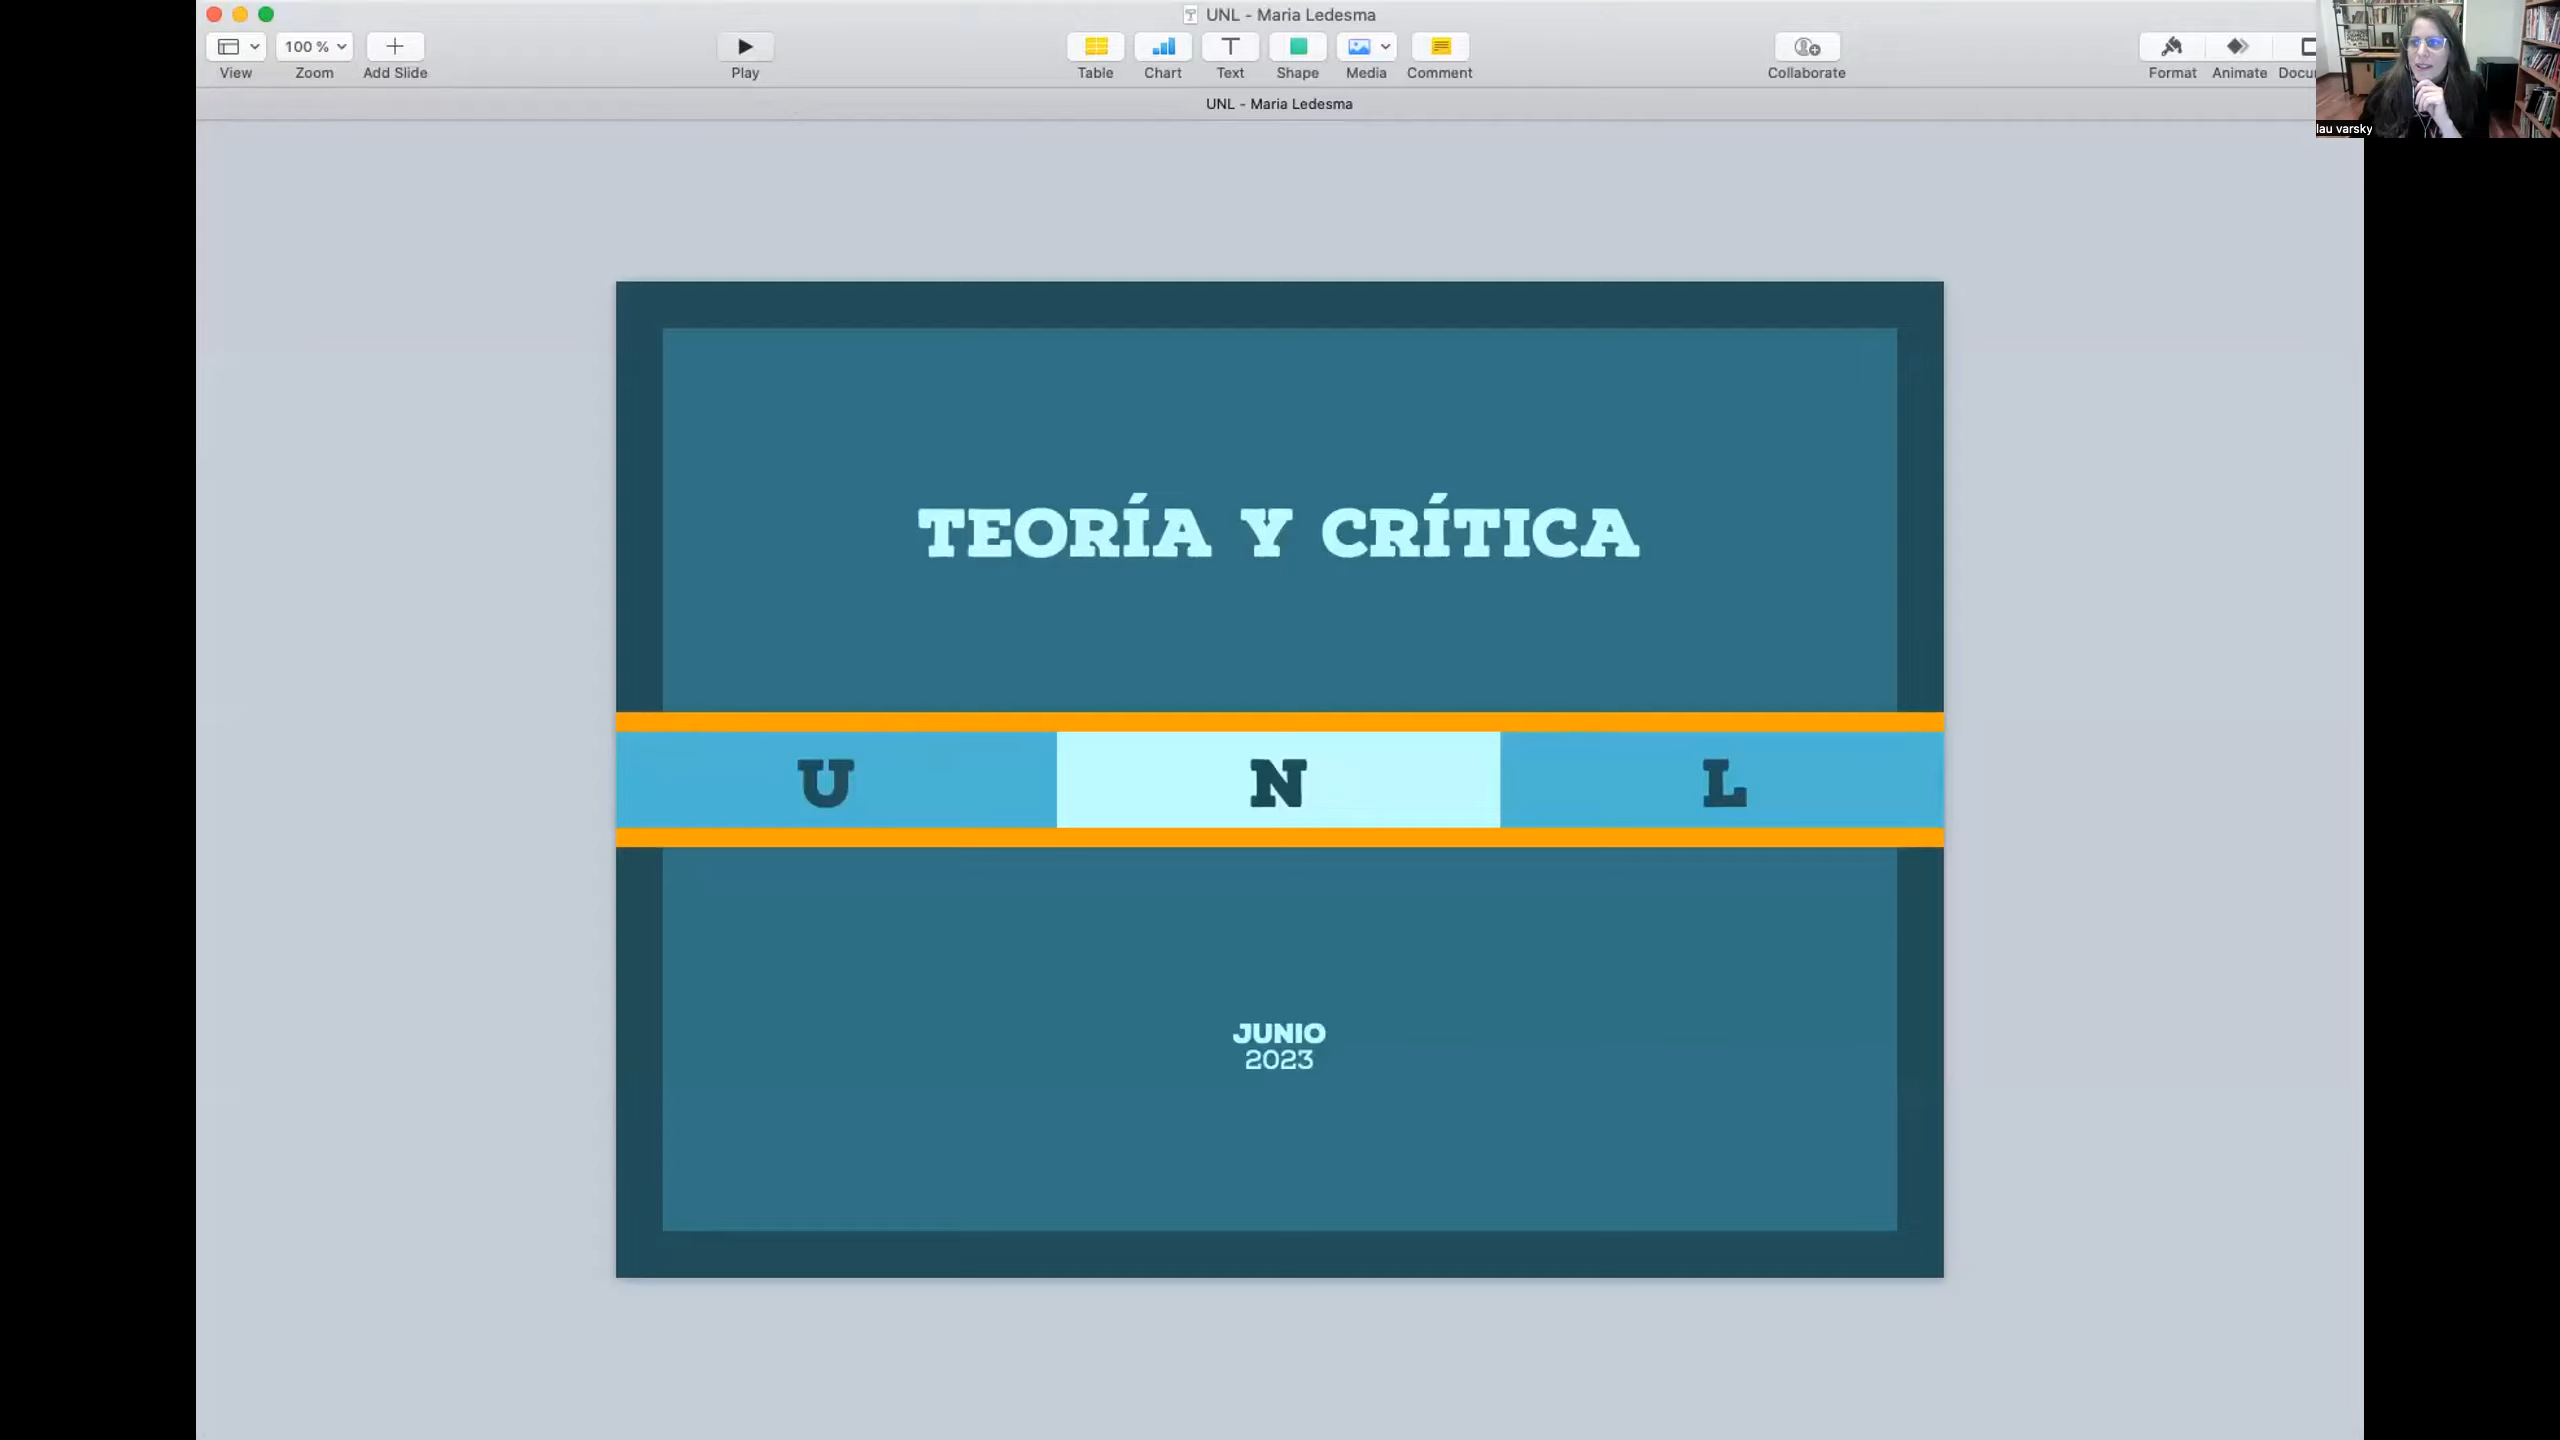 UNL - Maria Ledesma
100 %
View
Zoom
Add Slide
Play
Table
Chart
Text
Shape
Media
Comment
Collaborate
Format
Animate
Docu
UNL - Maria Ledesma
lau varsky
TEORÍA Y CRÍTICA
U N L
JUNIO
2023